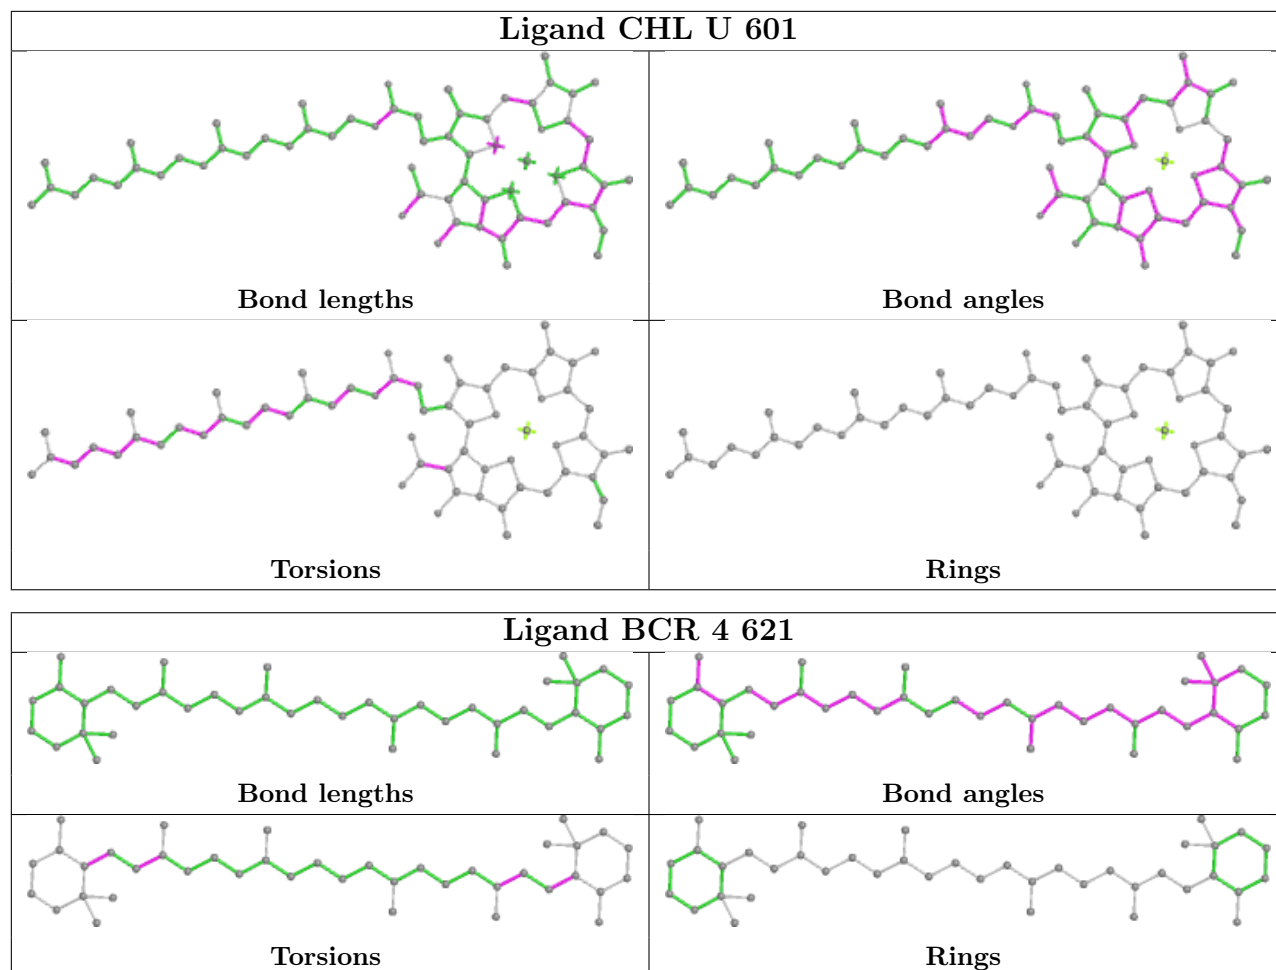 Ligand CHL U 601
Bond lengths
Bond angles
Torsions
Rings
Ligand BCR 4 621
Bond lengths
Bond angles
Torsions
Rings